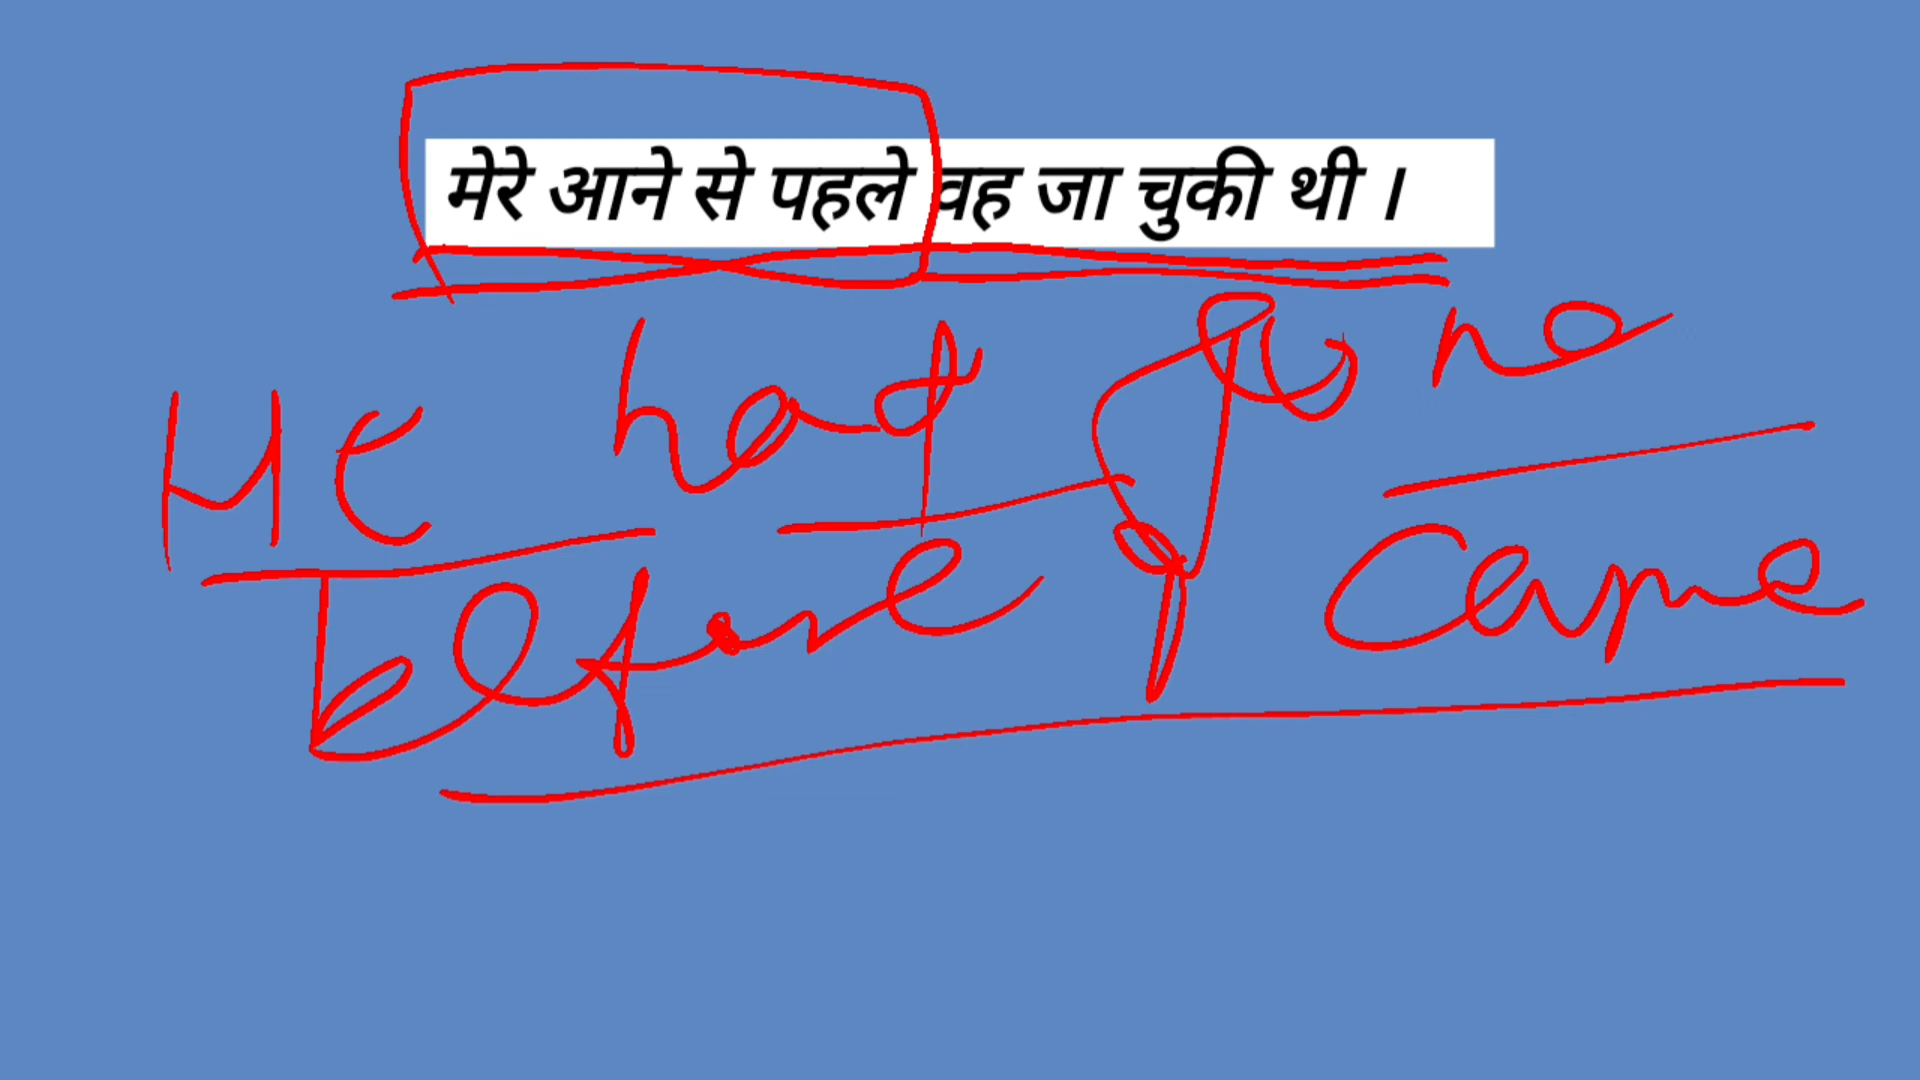 मेरे आने से पहले वह जा चुकी थी ।
He had gone
before I came